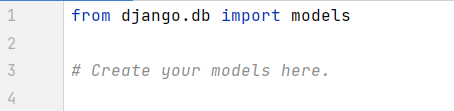 1 from django.db import models
2
3 # Create your models here.
4